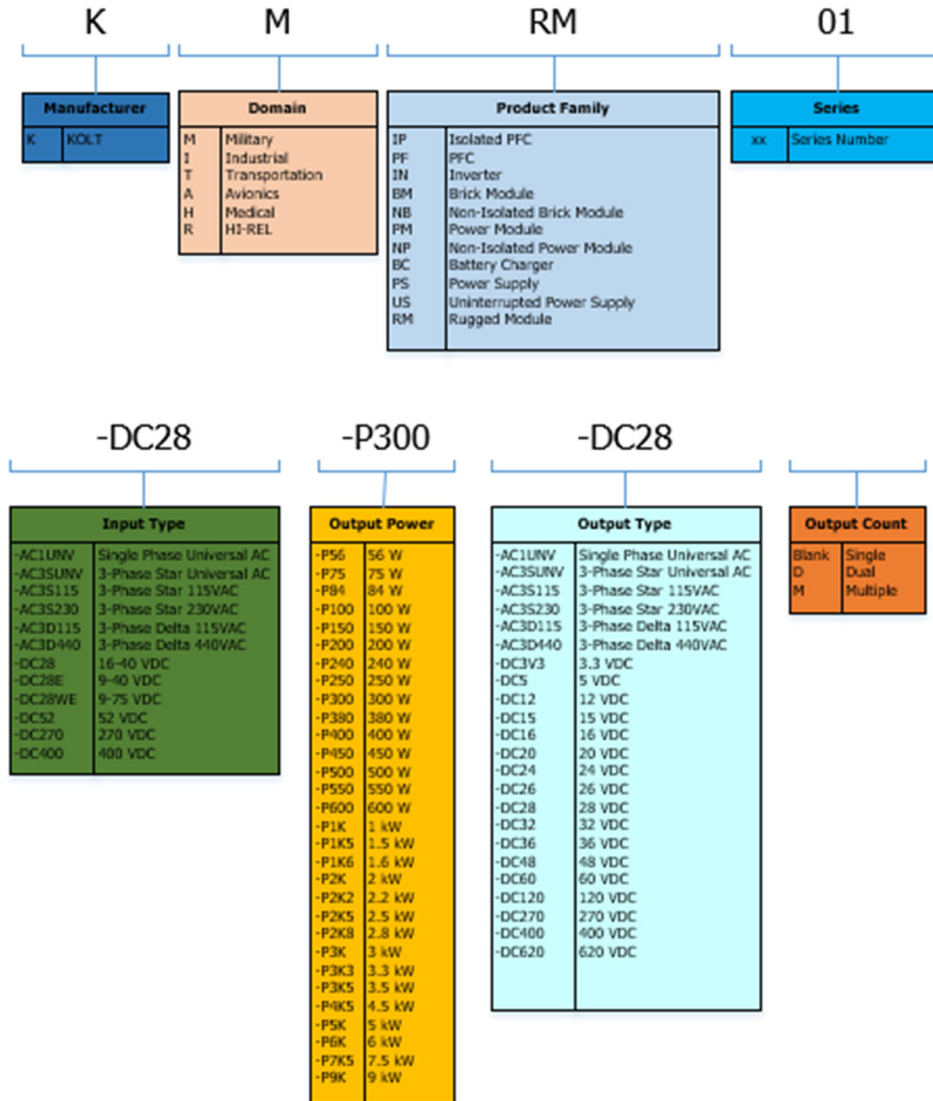 K M RM 01
Manufacturer
K KOLT
Domain
M Military
I Industrial
T Transportation
A Avionics
H Medical
R HI-REL
Product Family
IP Isolated PFC
PF PFC
IN Inverter
BM Brick Module
NB Non-Isolated Brick Module
PM Power Module
NP Non-Isolated Power Module
BC Battery Charger
PS Power Supply
US Uninterrupted Power Supply
RM Rugged Module
Series
xx Series Number
-DC28 -P300 -DC28
Input Type
-AC1UNV Single Phase Universal AC
-AC3SUNV 3-Phase Star Universal AC
-AC3S115 3-Phase Star 115VAC
-AC3S230 3-Phase Star 230VAC
-AC3D115 3-Phase Delta 115VAC
-AC3D440 3-Phase Delta 440VAC
-DC28 16-40 VDC
-DC28E 9-40 VDC
-DC28WE 9-75 VDC
-DC52 52 VDC
-DC270 270 VDC
-DC400 400 VDC
Output Power
-P56 56 W
-P75 75 W
-P84 84 W
-P100 100 W
-P150 150 W
-P200 200 W
-P240 240 W
-P250 250 W
-P300 300 W
-P380 380 W
-P400 400 W
-P450 450 W
-P500 500 W
-P550 550 W
-P600 600 W
-P1K 1 kW
-P1K5 1.5 kW
-P1K6 1.6 kW
-P2K 2 kW
-P2K2 2.2 kW
-P2K5 2.5 kW
-P2K8 2.8 kW
-P3K 3 kW
-P3K3 3.3 kW
-P3K5 3.5 kW
-P4K5 4.5 kW
-P5K 5 kW
-P6K 6 kW
-P7K5 7.5 kW
-P9K 9 kW
Output Type
-AC1UNV Single Phase Universal AC
-AC3SUNV 3-Phase Star Universal AC
-AC3S115 3-Phase Star 115VAC
-AC3S230 3-Phase Star 230VAC
-AC3D115 3-Phase Delta 115VAC
-AC3D440 3-Phase Delta 440VAC
-DC3V3 3.3 VDC
-DC5 5 VDC
-DC12 12 VDC
-DC15 15 VDC
-DC16 16 VDC
-DC20 20 VDC
-DC24 24 VDC
-DC26 26 VDC
-DC28 28 VDC
-DC32 32 VDC
-DC36 36 VDC
-DC48 48 VDC
-DC60 60 VDC
-DC120 120 VDC
-DC270 270 VDC
-DC400 400 VDC
-DC620 620 VDC
Output Count
Blank Single
D Dual
M Multiple